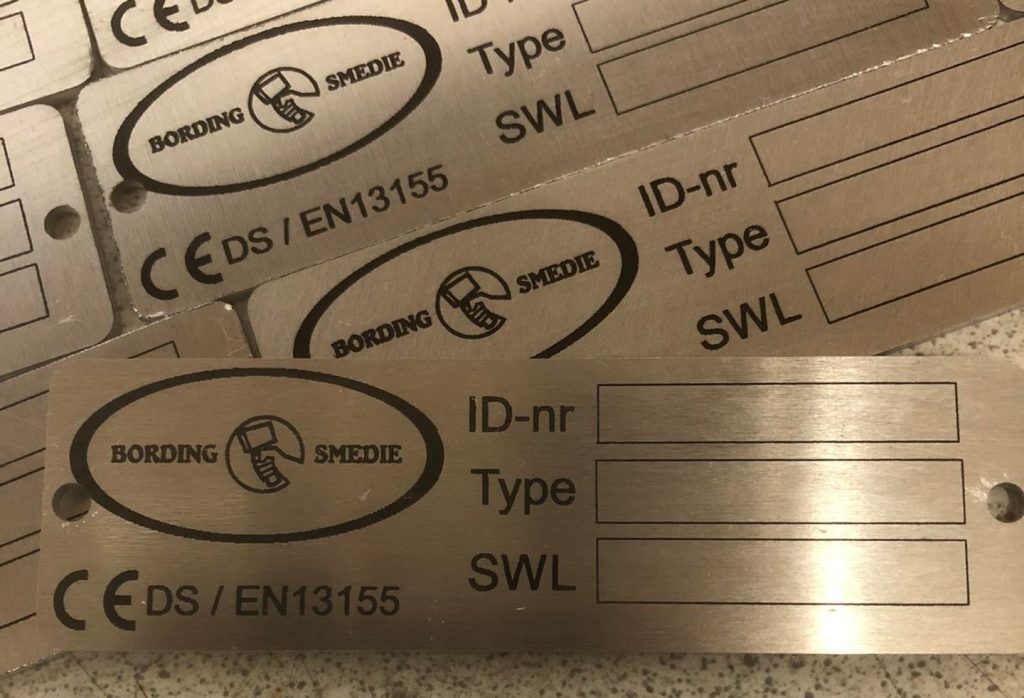 CE DS
ID-nr
Type
SWL
BORDING SMEDIE
CE DS / EN13155
ID-nr
Type
SWL
BORDING SMEDIE
BORDING SMEDIE
ID-nr
Type
SWL
CE DS / EN13155